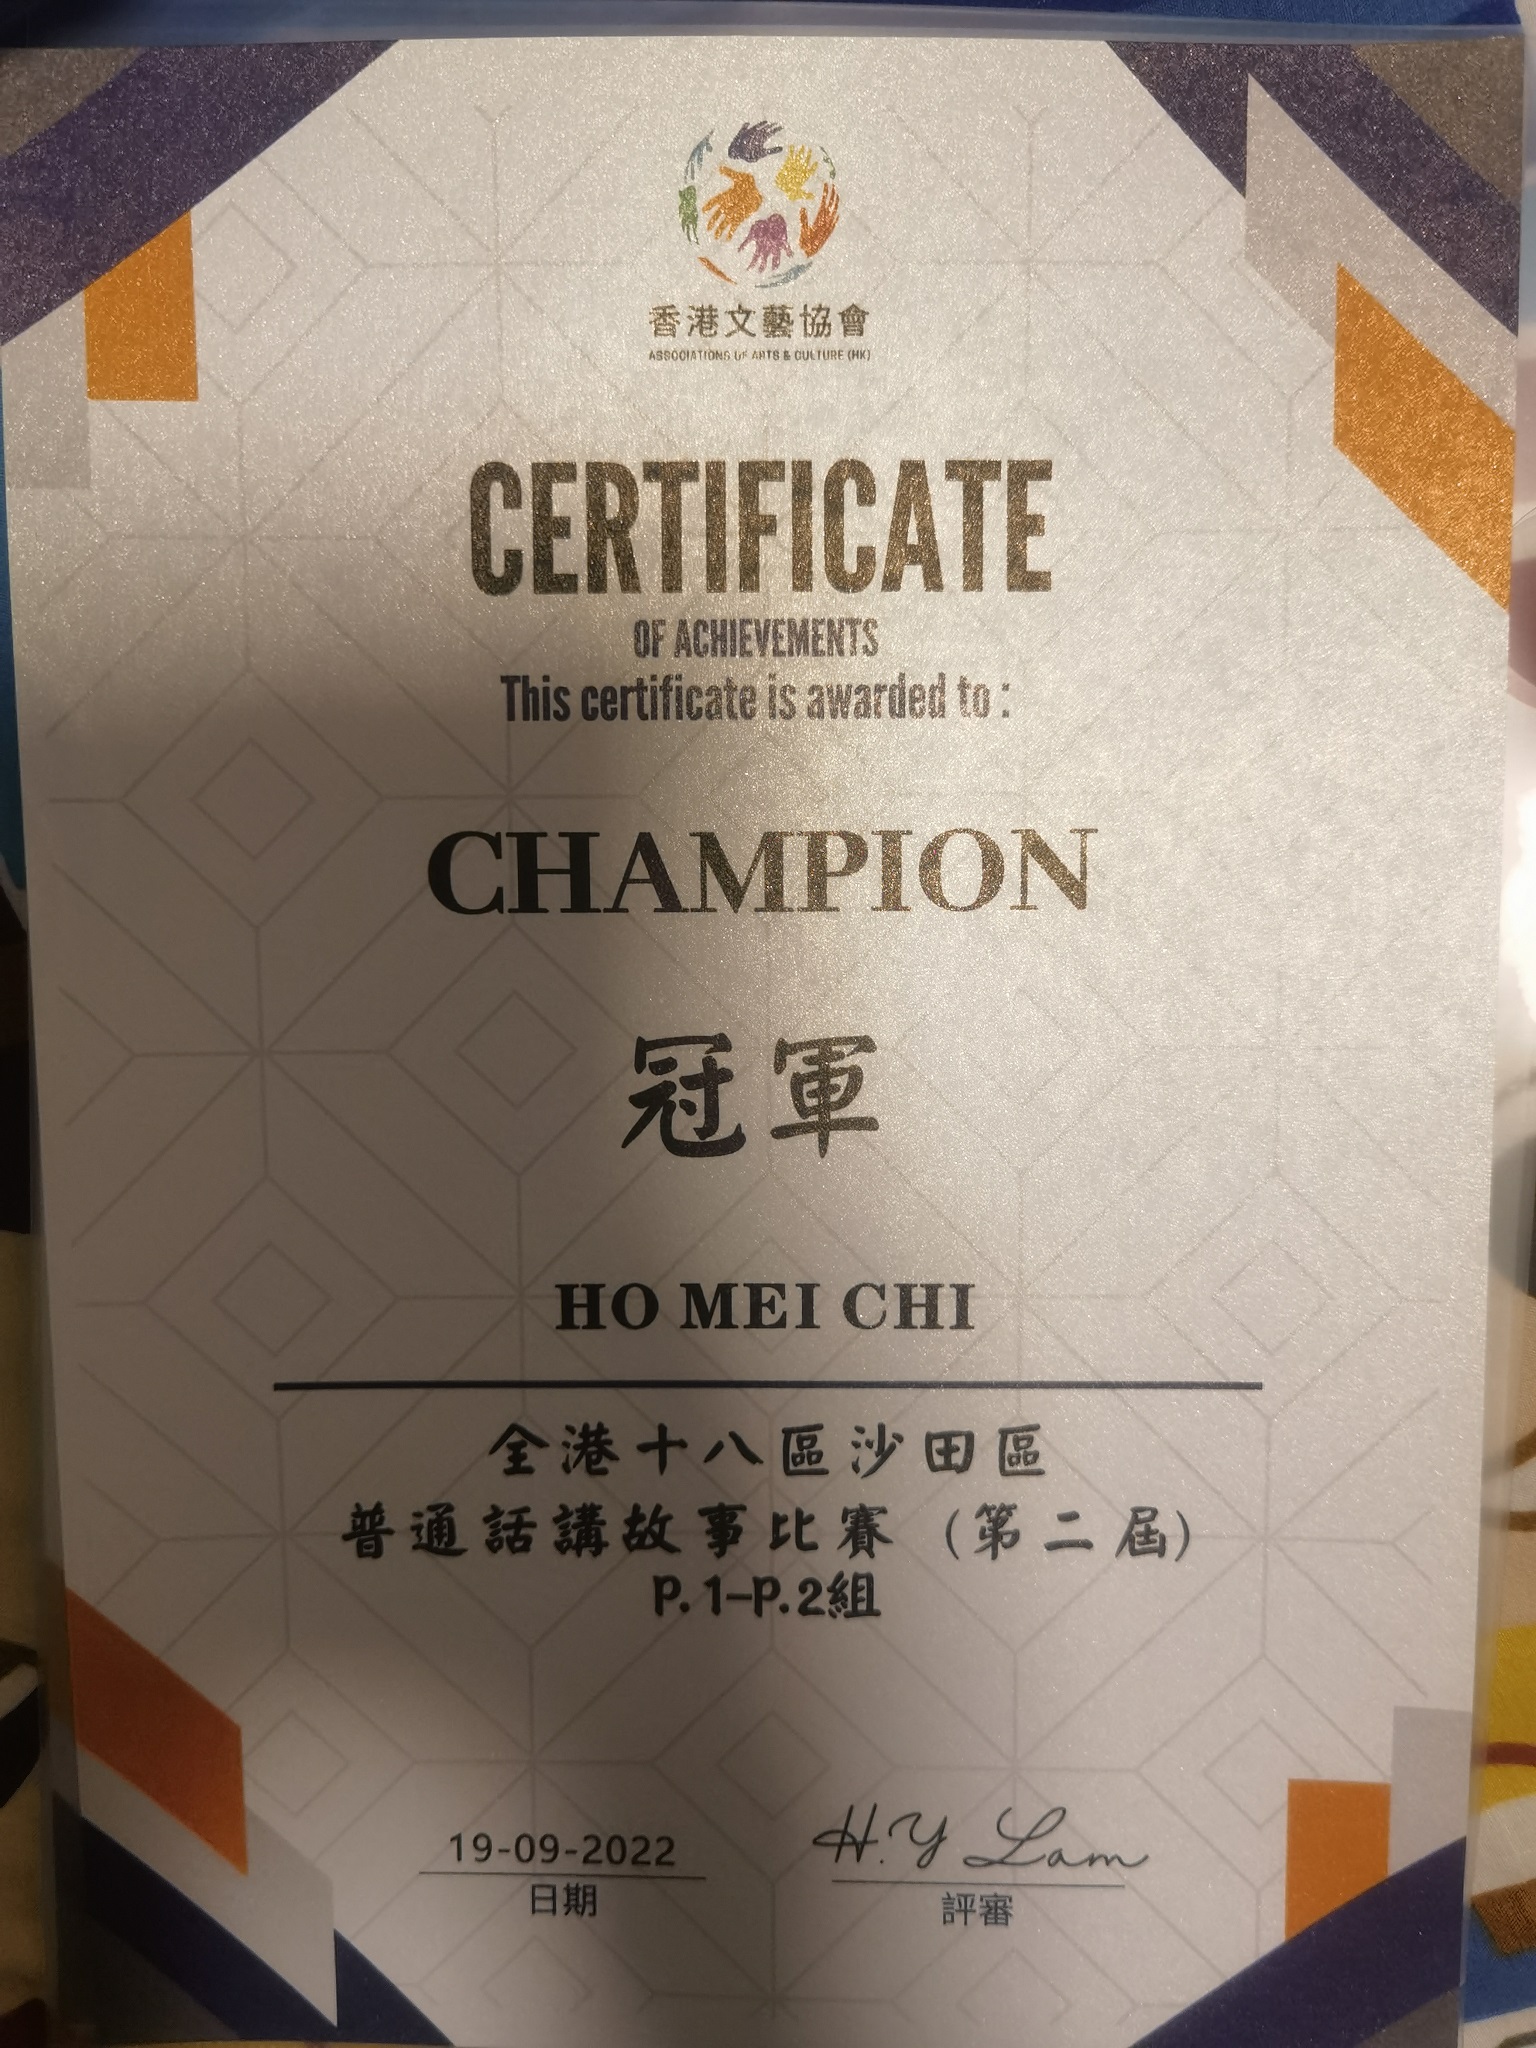 香港文藝協會
ASSOCIATIONS OF ARTS & CULTURE (HK)
CERTIFICATE
OF ACHIEVEMENTS
This certificate is awarded to :
CHAMPION
冠軍
HO MEI CHI
全港十八區沙田區
普通話講故事比賽 (第二屆)
P.1-P.2組
19-09-2022
H.Y Lam
日期
評審